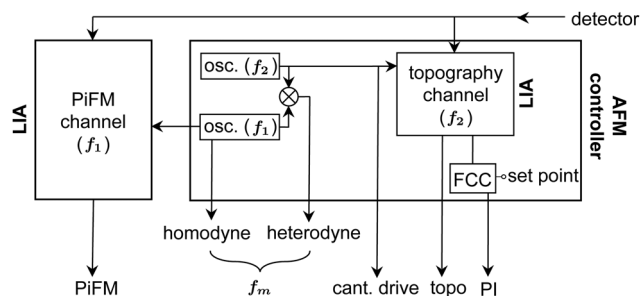 detector
LIA
PiFM
channel
(f₁)
osc. (f₂)
osc. (f₁)
topography
channel
(f₂)
LIA
AFM
controller
FCC
set point
homodyne
heterodyne
PiFM
fₘ
cant. drive
topo
PI